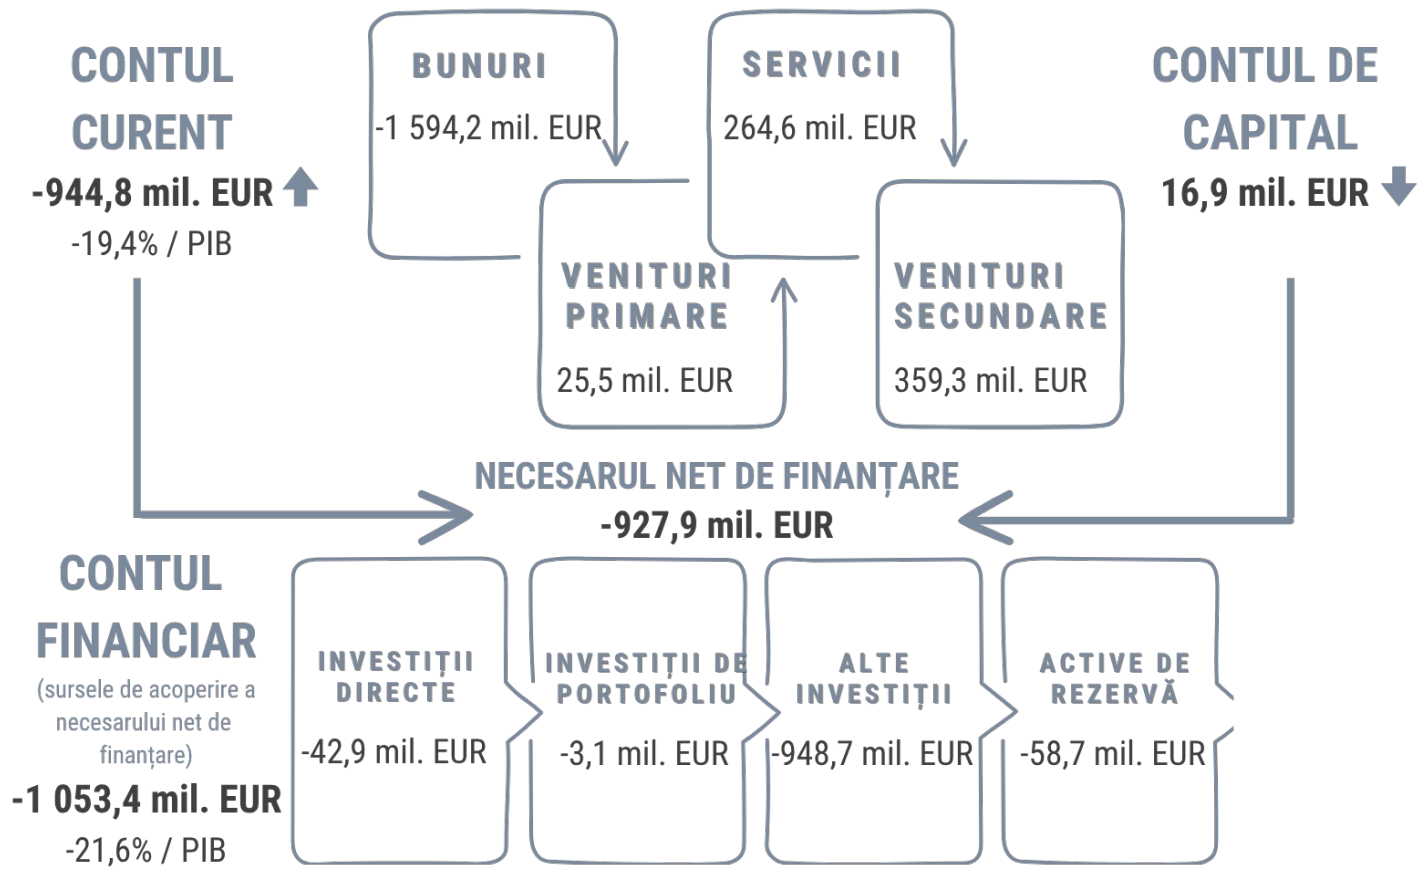 CONTUL
CURENT
-944,8 mil. EUR
-19,4% / PIB
BUNURI
-1 594,2 mil. EUR
SERVICII
264,6 mil. EUR
VENITURI
PRIMARE
25,5 mil. EUR
VENITURI
SECUNDARE
359,3 mil. EUR
CONTUL DE
CAPITAL
16,9 mil. EUR
NECESARUL NET DE FINANȚARE
-927,9 mil. EUR
CONTUL
FINANCIAR
(sursele de acoperire a
necesarului net de
finanțare)
-1 053,4 mil. EUR
-21,6% / PIB
INVESTIȚII
DIRECTE
-42,9 mil. EUR
INVESTIȚII DE
PORTOFOLIU
-3,1 mil. EUR
ALTE
INVESTIȚII
-948,7 mil. EUR
ACTIVE DE
REZERVĂ
-58,7 mil. EUR